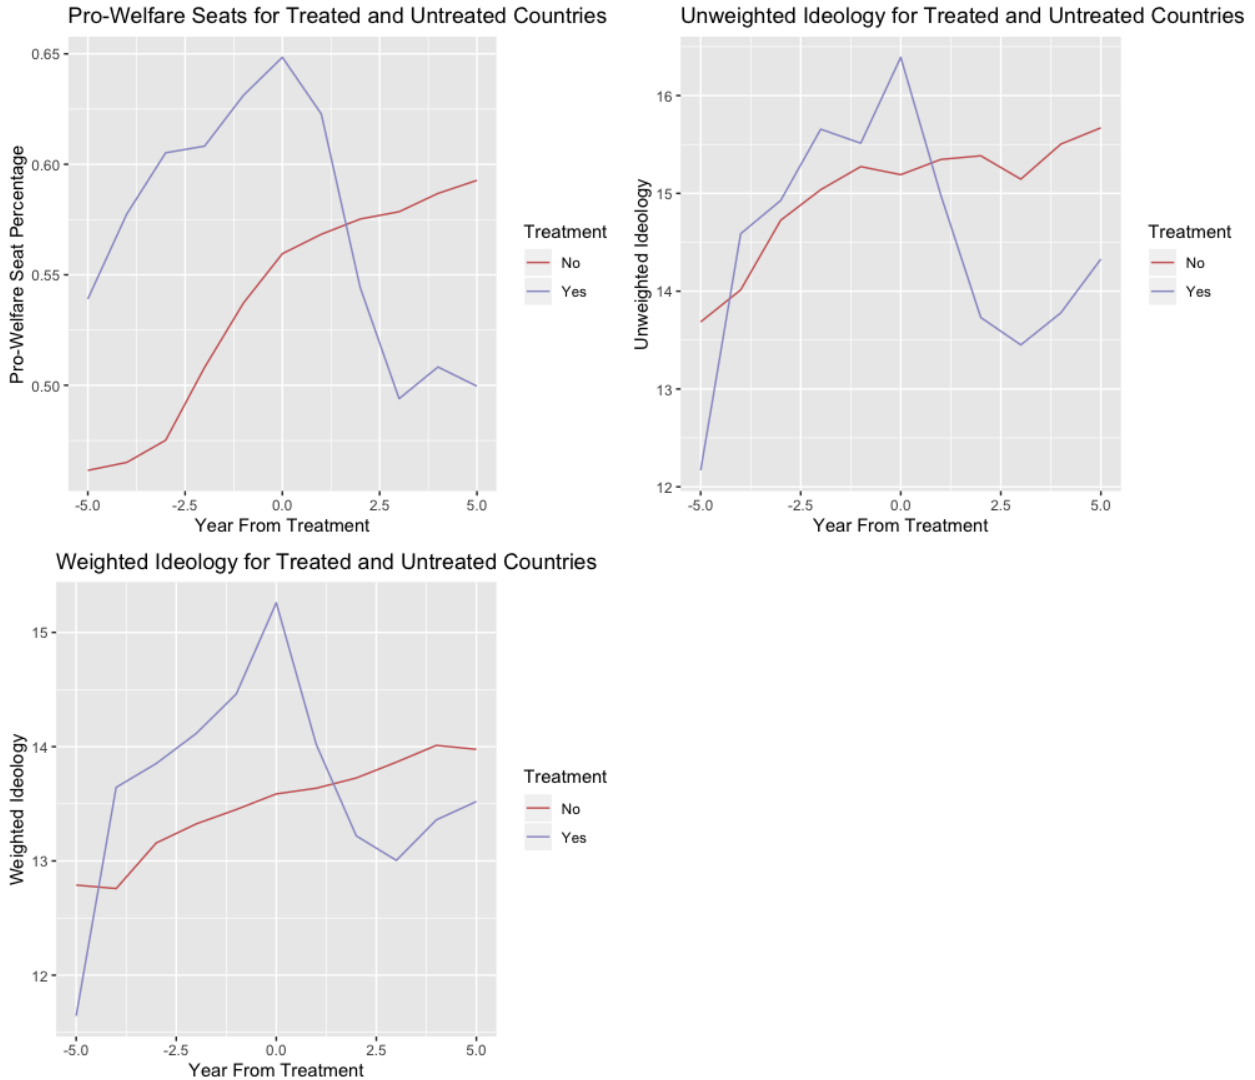 Pro-Welfare Seats for Treated and Untreated Countries
Pro-Welfare Seat Percentage
0.65
0.60
0.55
0.50
-5.0 -2.5 0.0 2.5 5.0
Year From Treatment
Treatment
No
Yes
Unweighted Ideology for Treated and Untreated Countries
Unweighted Ideology
16
15
14
13
12
-5.0 -2.5 0.0 2.5 5.0
Year From Treatment
Treatment
No
Yes
Weighted Ideology for Treated and Untreated Countries
Weighted Ideology
15
14
13
12
-5.0 -2.5 0.0 2.5 5.0
Year From Treatment
Treatment
No
Yes